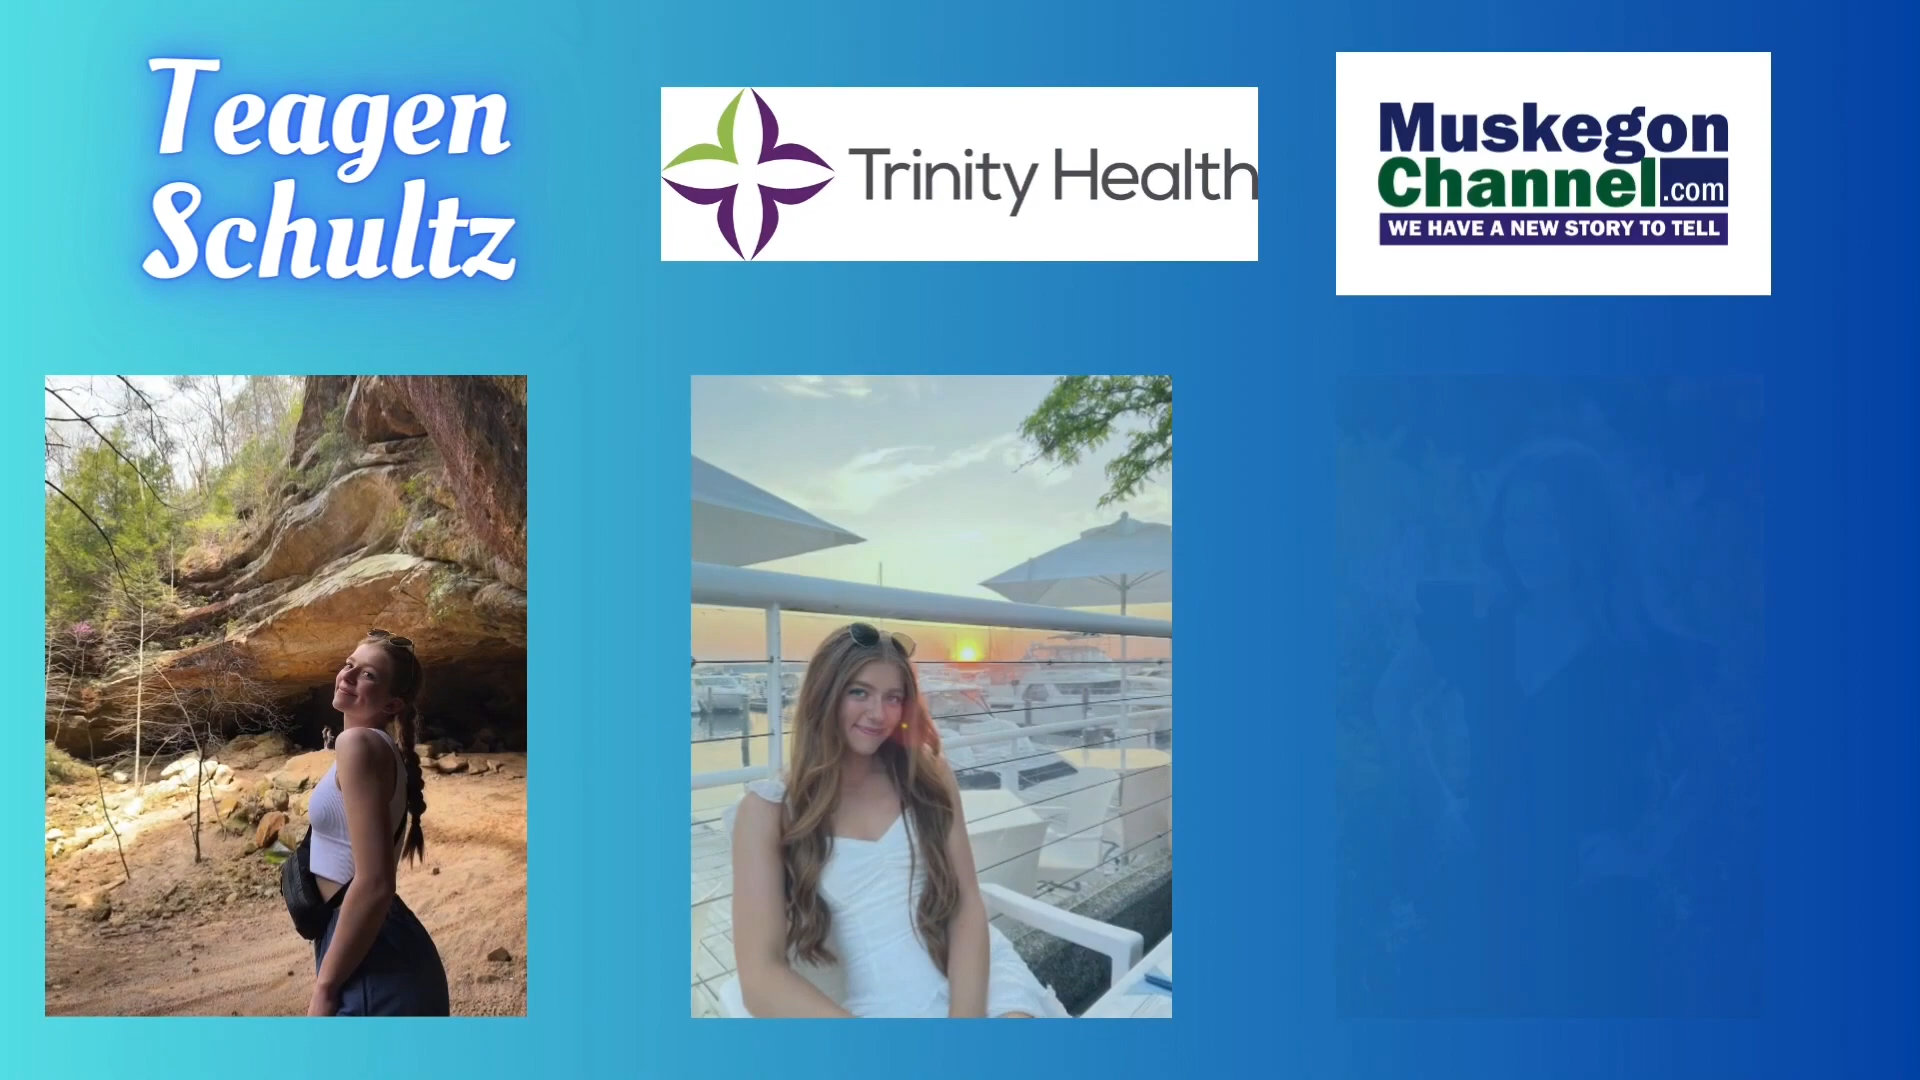 Teagen
Schultz
Trinity Health
Muskegon
Channel.com
WE HAVE A NEW STORY TO TELL